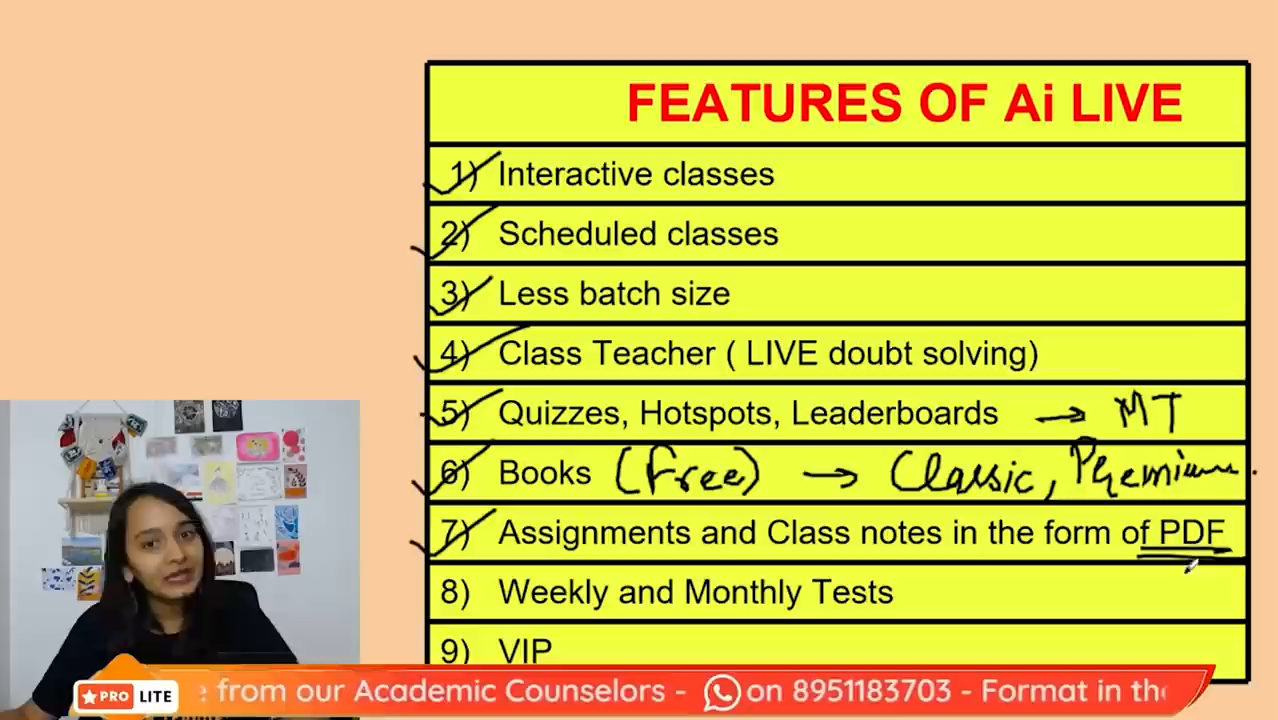 FEATURES OF Ai LIVE
1) Interactive classes
2) Scheduled classes
3) Less batch size
4) Class Teacher ( LIVE doubt solving)
5) Quizzes, Hotspots, Leaderboards → MT
6) Books (Free) → Classic, Premium.
7) Assignments and Class notes in the form of PDF
8) Weekly and Monthly Tests
9) VIP
PRO LITE
from our Academic Counselors - on 8951183703 - Format in the